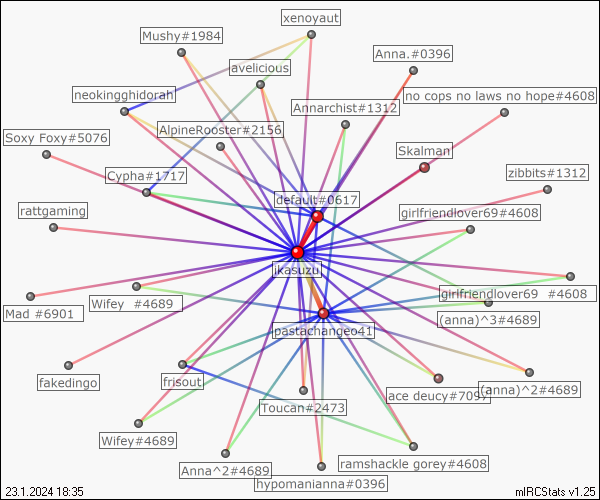 xenoyaut
Mushy#1984
Anna.#0396
avelicious
neokingghidorah
no cops no laws no hope#4608
Annarchist#1312
AlpineRooster#2156
Soxy Foxy#5076
Skalman
Cypha#1717
zibbits#1312
default#0617
rattgaming
girlfriendlover69#4608
ikasuzu
girlfriendlover69 #4608
Wifey #4689
Mad #6901
(anna)^3#4689
pastachangeo41
fakedingo
frisout
ace deucy#7097
(anna)^2#4689
Toucan#2473
Wifey#4689
ramshackle gorey#4608
Anna^2#4689
hypomanianna#0396
23.1.2024 18:35
mIRCStats v1.25